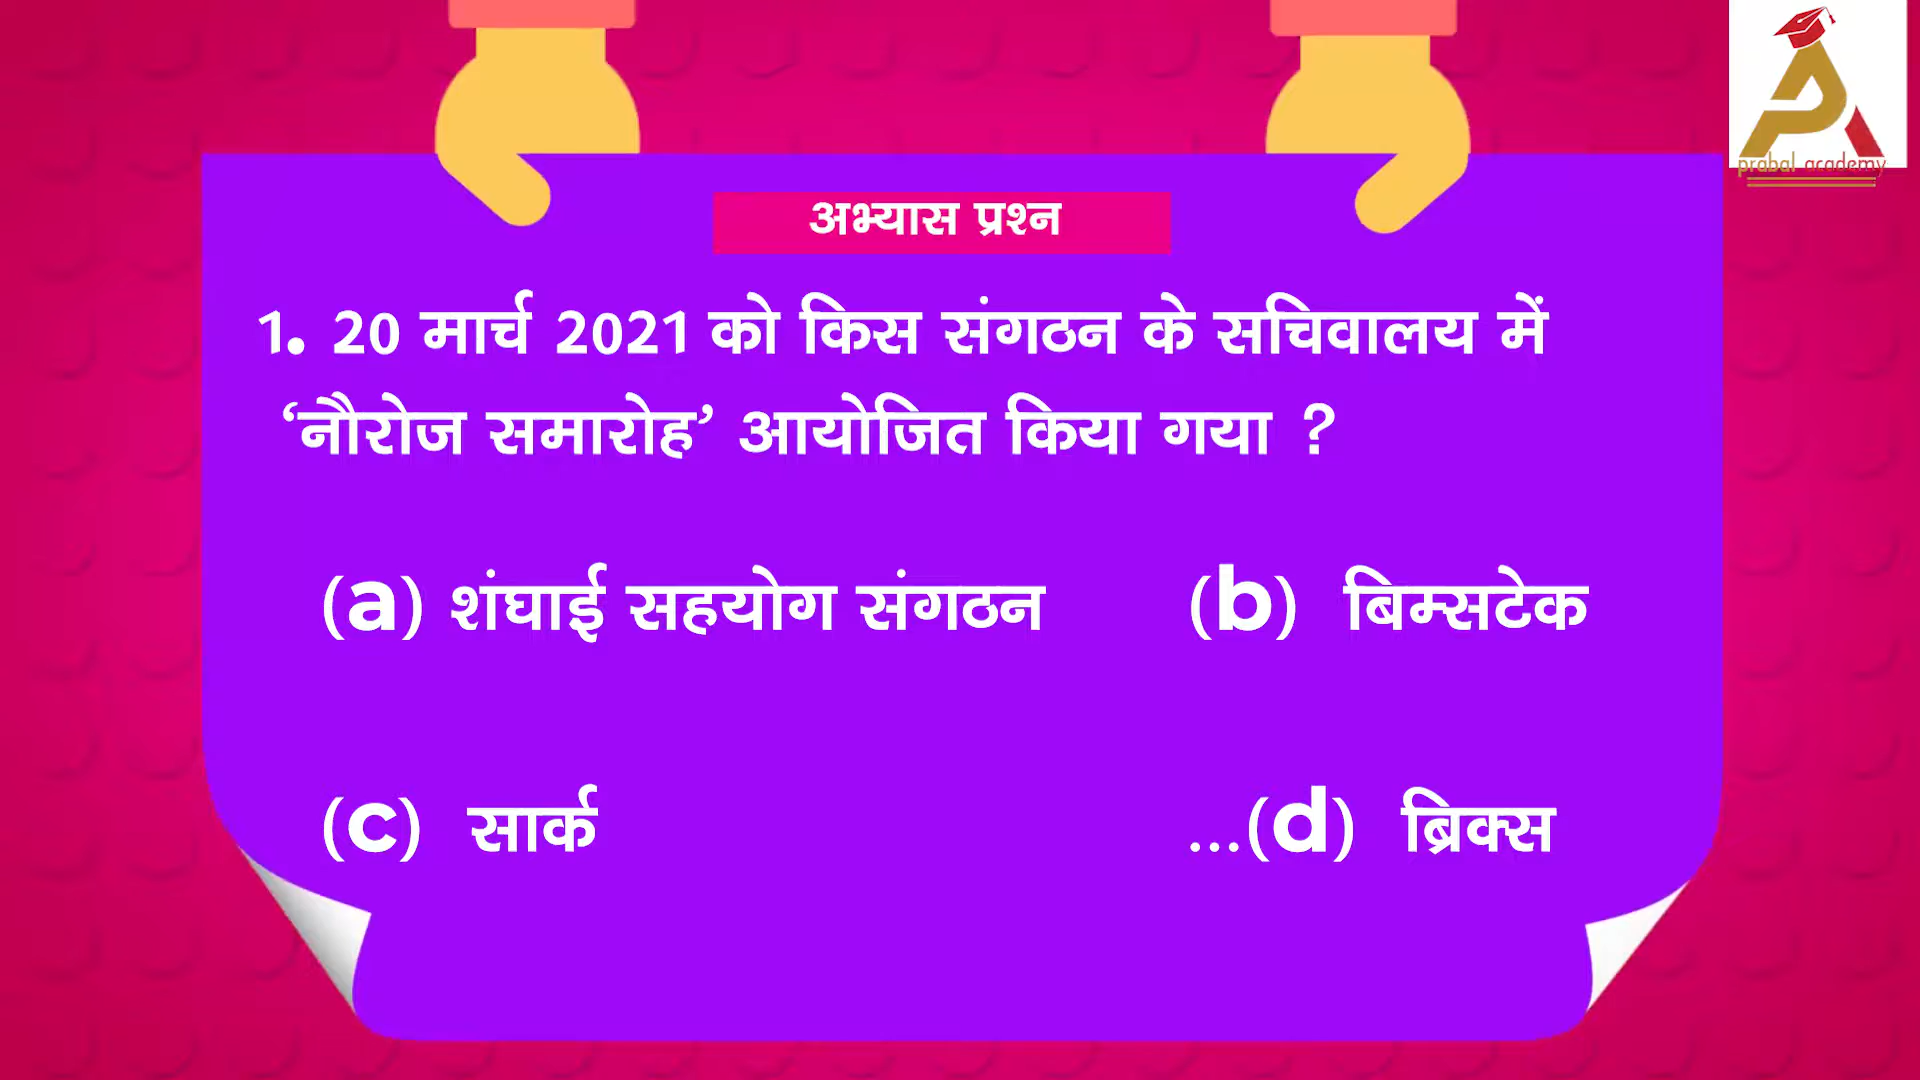 prabal academy
अभ्यास प्रश्न
1. 20 मार्च 2021 को किस संगठन के सचिवालय में
‘नौरोज समारोह’ आयोजित किया गया ?
(a) शंघाई सहयोग संगठन (b) बिम्सटेक
(c) सार्क ...(d) ब्रिक्स